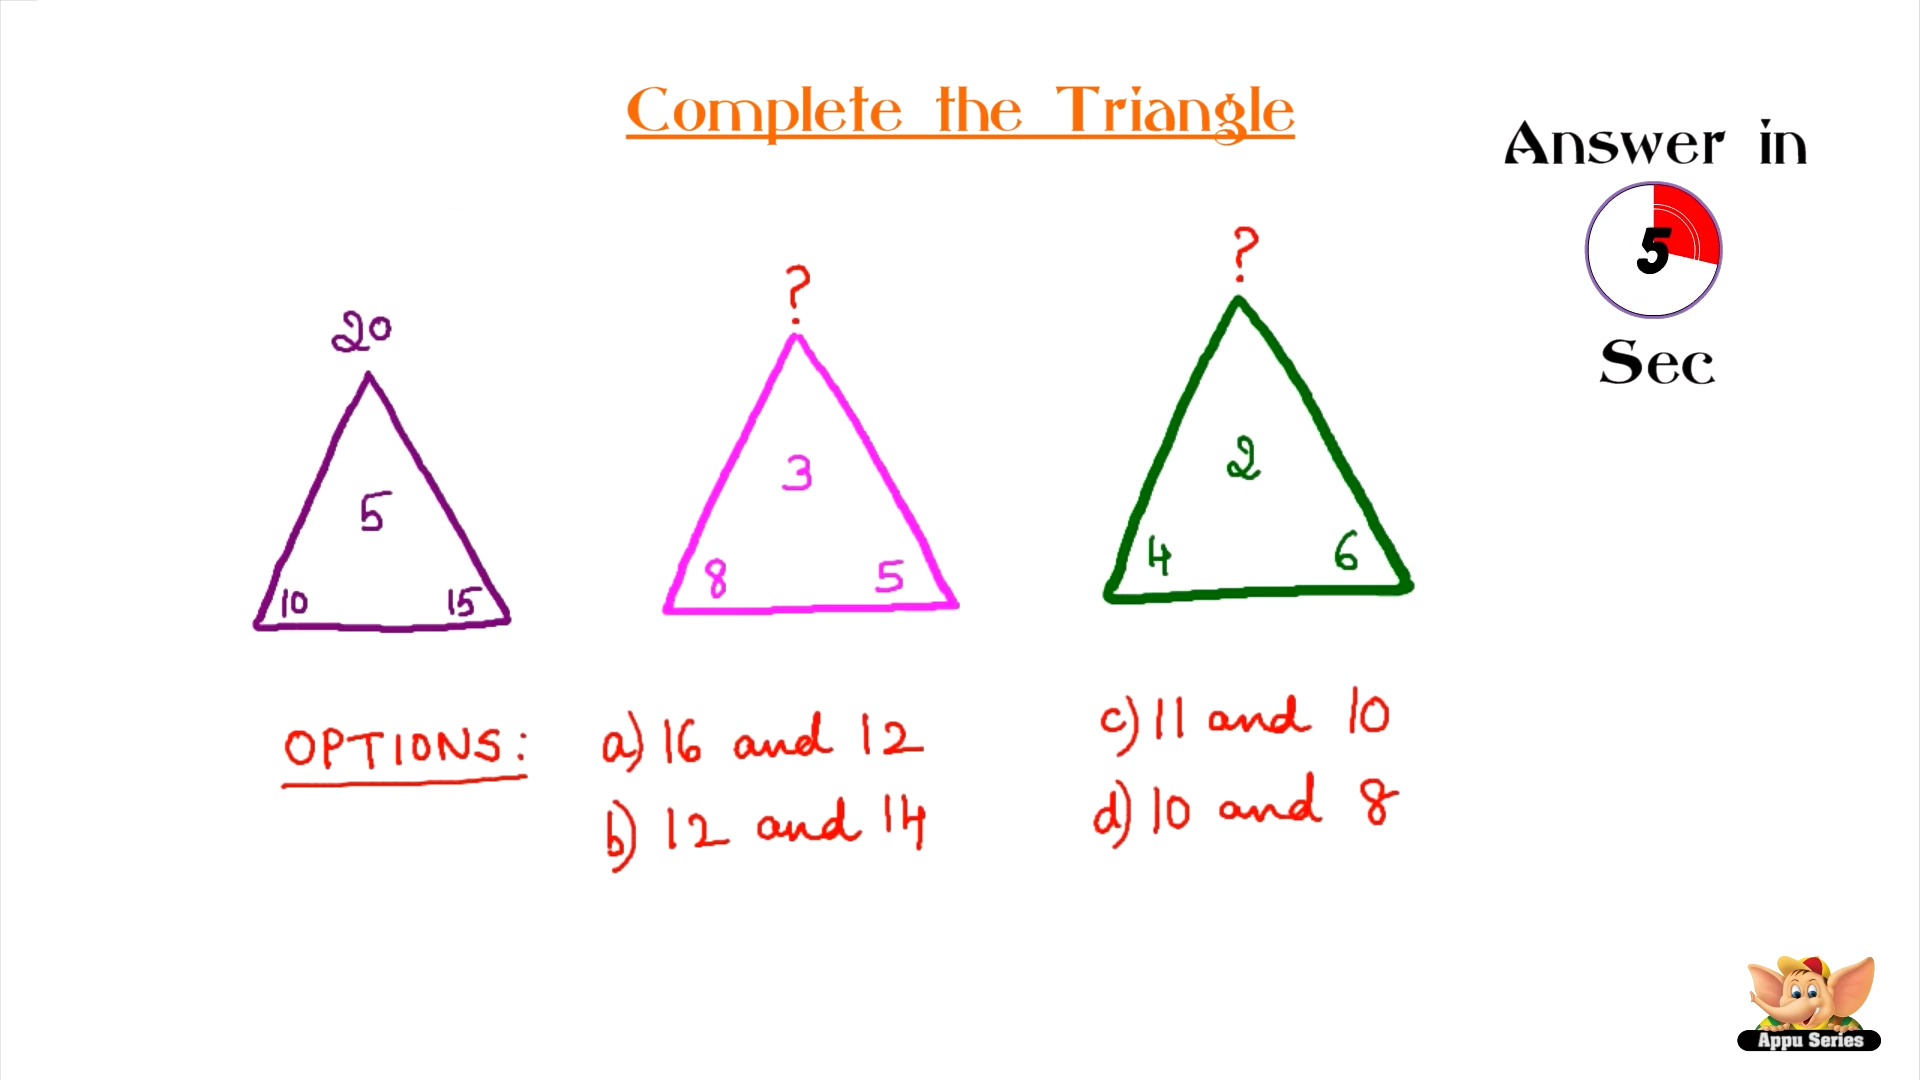 Complete the Triangle
Answer in
5
Sec
20
5
10 15
?
3
8 5
?
2
4 6
OPTIONS:
a) 16 and 12
b) 12 and 14
c) 11 and 10
d) 10 and 8
Appu Series